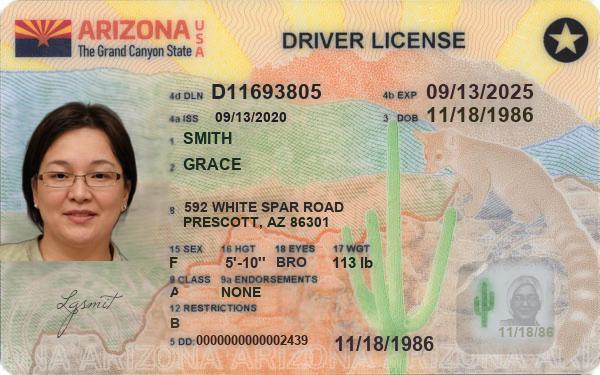 ARIZONA USA
The Grand Canyon State
DRIVER LICENSE
4d DLN D11693805
4b EXP 09/13/2025
4a ISS 09/13/2020
3 DOB 11/18/1986
1 SMITH
2 GRACE
8 592 WHITE SPAR ROAD
PRESCOTT, AZ 86301
15 SEX 16 HGT 18 EYES 17 WGT
F 5'-10" BRO 113 lb
9 CLASS 9a ENDORSEMENTS
A NONE
12 RESTRICTIONS
B
Lgsmit
5 DD: 0000000000000002439
11/18/1986
11/18/86
ARIZONA ARIZONA ARIZONA ARIZONA